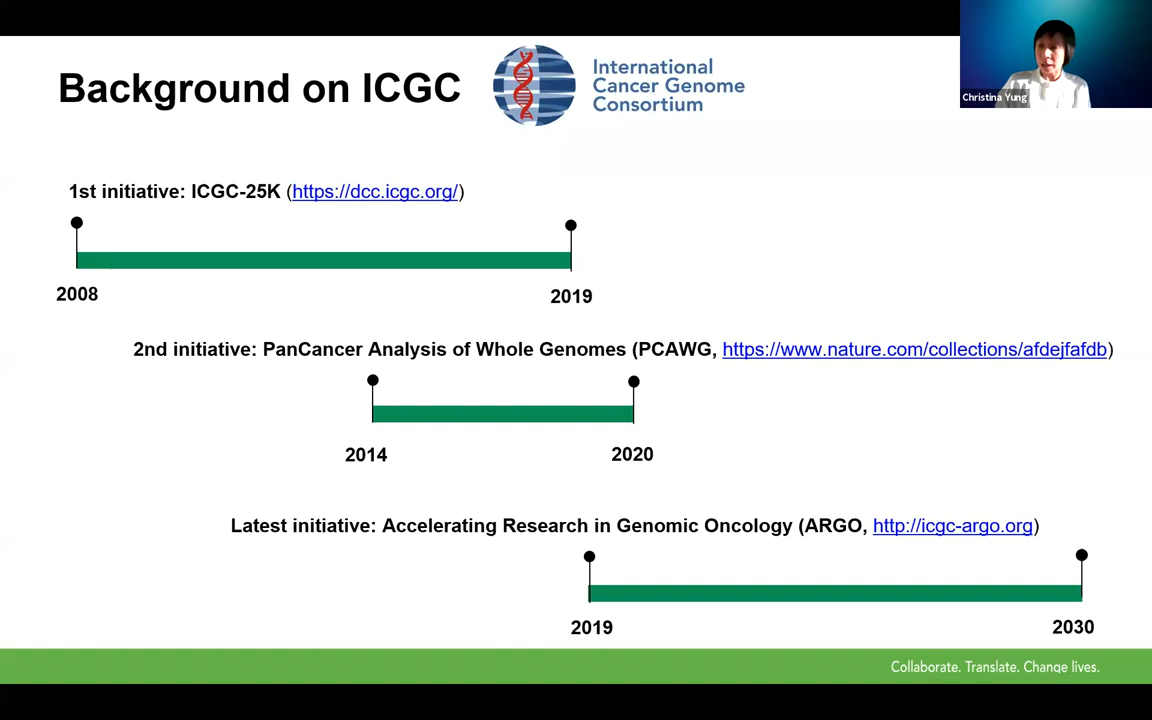 Background on ICGC
International
Cancer Genome
Consortium
Christina Yung
1st initiative: ICGC-25K (https://dcc.icgc.org/)
2008
2019
2nd initiative: PanCancer Analysis of Whole Genomes (PCAWG, https://www.nature.com/collections/afdejfafdb)
2014
2020
Latest initiative: Accelerating Research in Genomic Oncology (ARGO, http://icgc-argo.org)
2019
2030
Collaborate. Translate. Change lives.